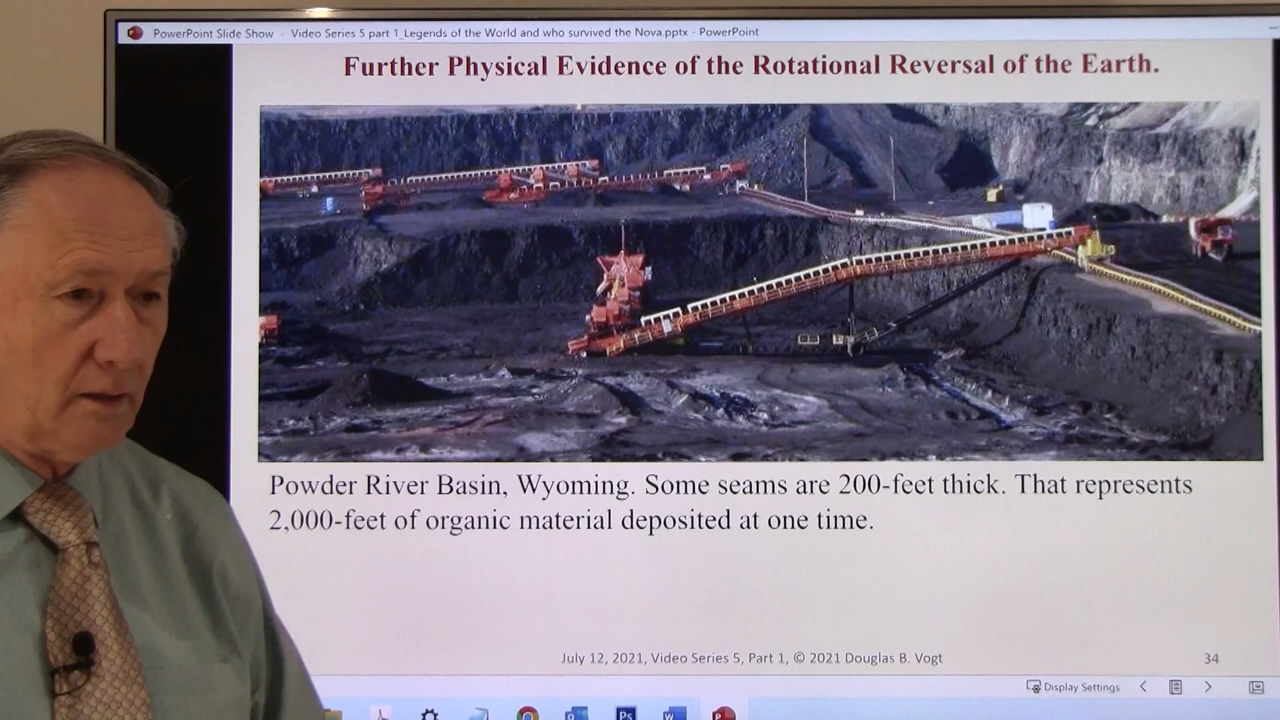 PowerPoint Slide Show - Video Series 5 part 1_Legends of the World and who survived the Nova.pptx - PowerPoint
Further Physical Evidence of the Rotational Reversal of the Earth.
Powder River Basin, Wyoming. Some seams are 200-feet thick. That represents
2,000-feet of organic material deposited at one time.
July 12, 2021, Video Series 5, Part 1, © 2021 Douglas B. Vogt
34
Display Settings
Ps